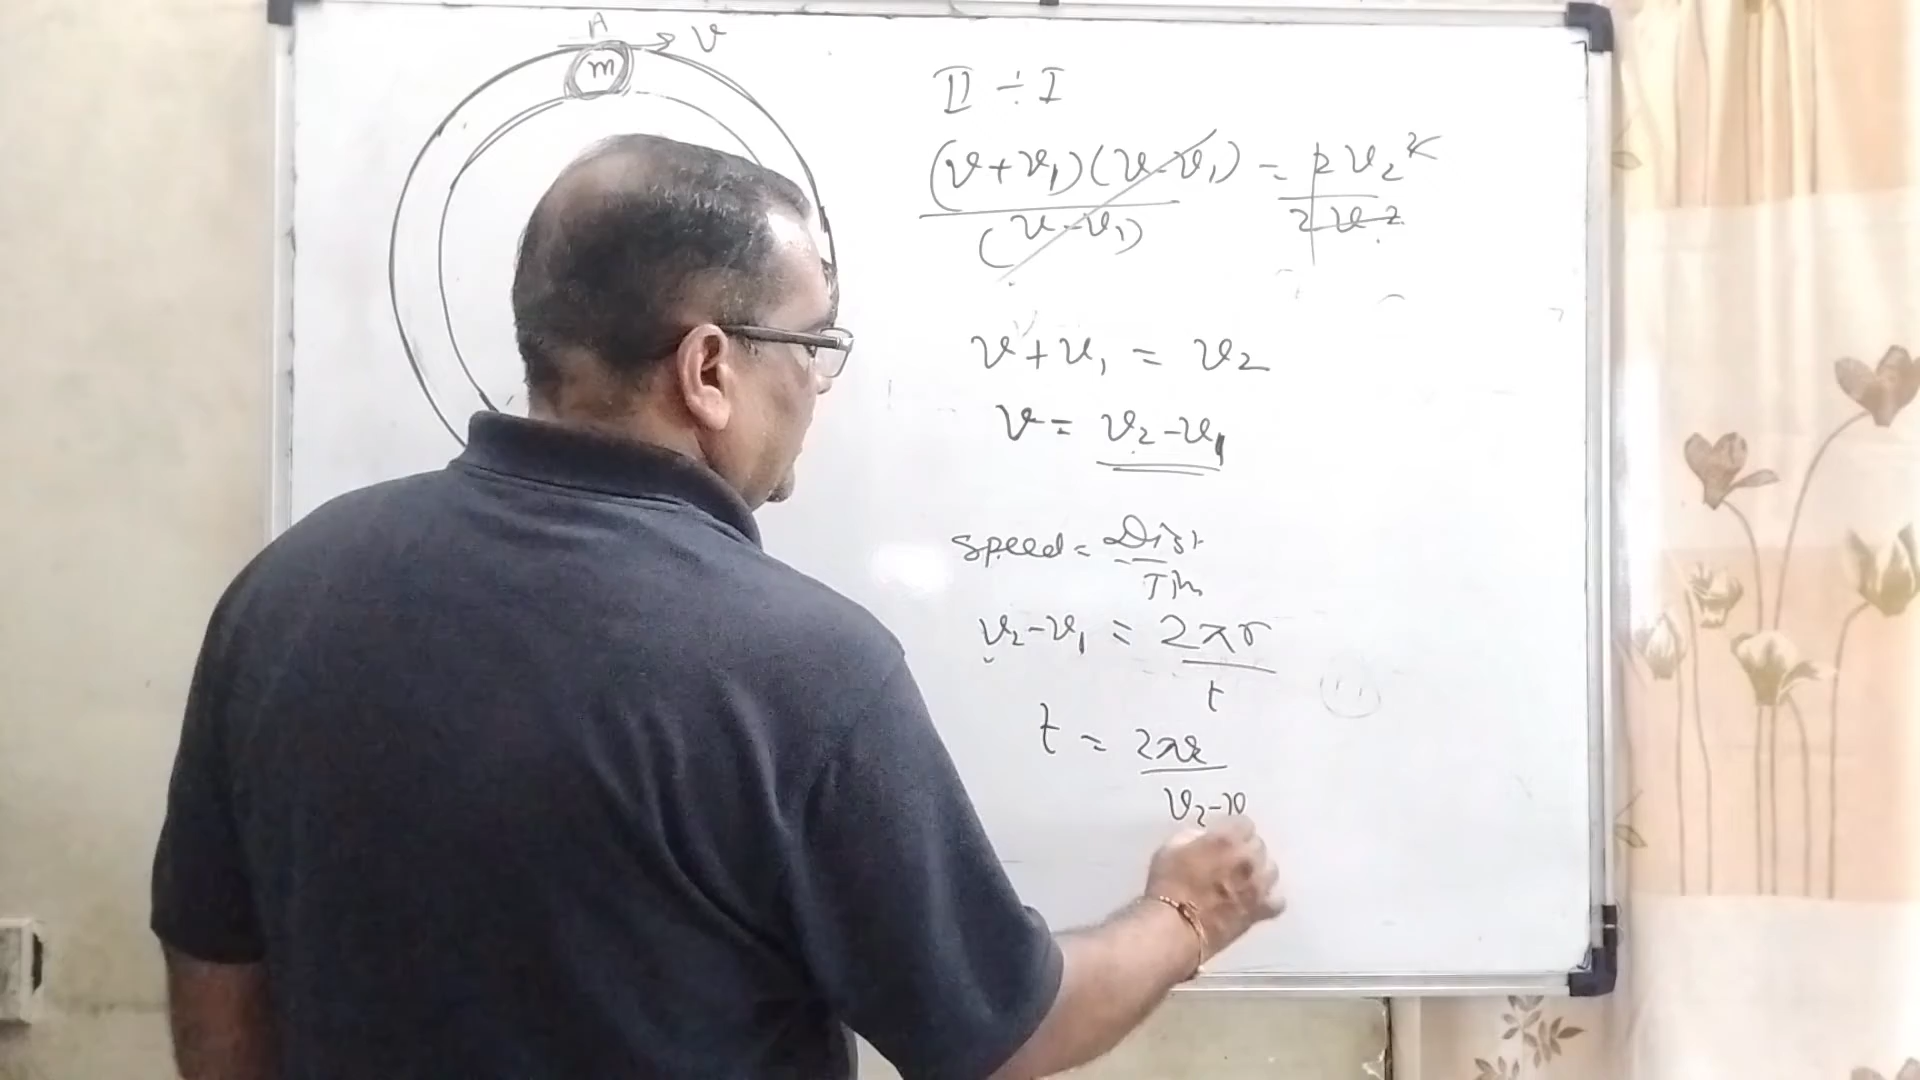 A
m
v
II ÷ I
(v+v₁)(v-v₁) / (v-v₁) = 2v₂² / 2v₂
v+v₁ = v₂
v = v₂-v₁
speed = Dist / Tm
v₂-v₁ = 2πr / t
t = 2πr / v₂-v